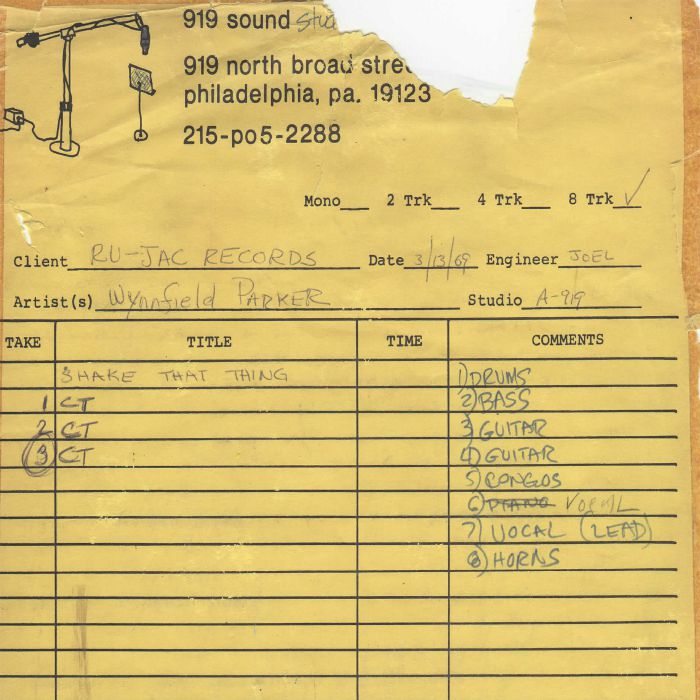 919 sound stu
919 north broad stree
philadelphia, pa. 19123
215-po5-2288
Mono 2 Trk 4 Trk 8 Trk ✓
Client RU-JAC RECORDS Date 3/13/69 Engineer JOEL
Artist(s) Wynnfield PARKER Studio A-919
TAKE TITLE TIME COMMENTS
SHAKE THAT THING 1) DRUMS
1 CT 2) BASS
2 CT 3 GUITAR
3 CT 4) GUITAR
5) CONGOS
6) PIANO VOCAL
7) VOCAL (LEAD)
8) HORNS